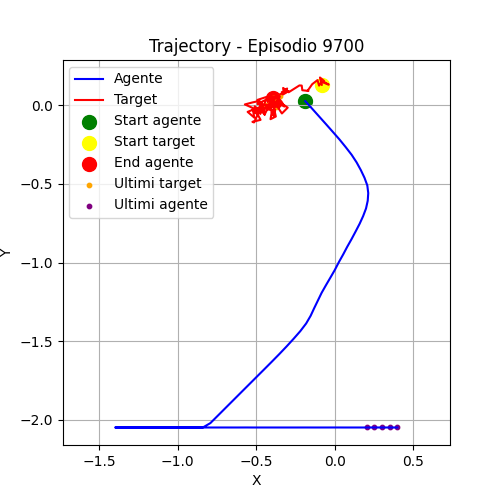 Trajectory - Episodio 9700
Agente
Target
Start agente
Start target
End agente
Ultimi target
Ultimi agente
Y
0.0
−0.5
−1.0
−1.5
−2.0
−1.5 −1.0 −0.5 0.0 0.5
X